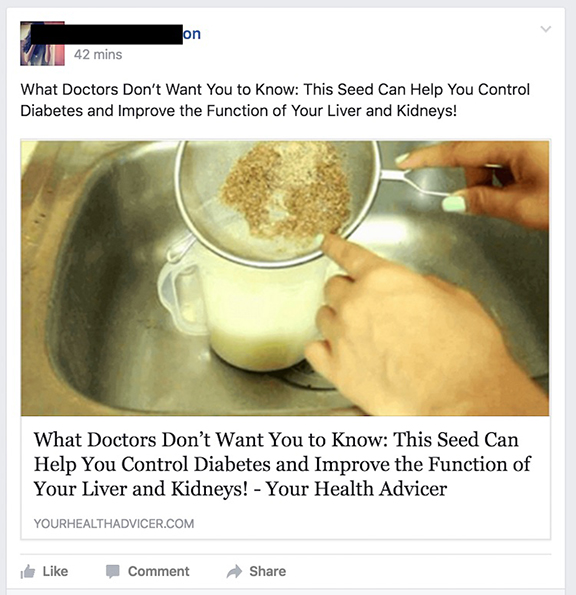 on
42 mins
What Doctors Don't Want You to Know: This Seed Can Help You Control
Diabetes and Improve the Function of Your Liver and Kidneys!
What Doctors Don’t Want You to Know: This Seed Can
Help You Control Diabetes and Improve the Function of
Your Liver and Kidneys! - Your Health Advicer
YOURHEALTHADVICER.COM
Like Comment Share